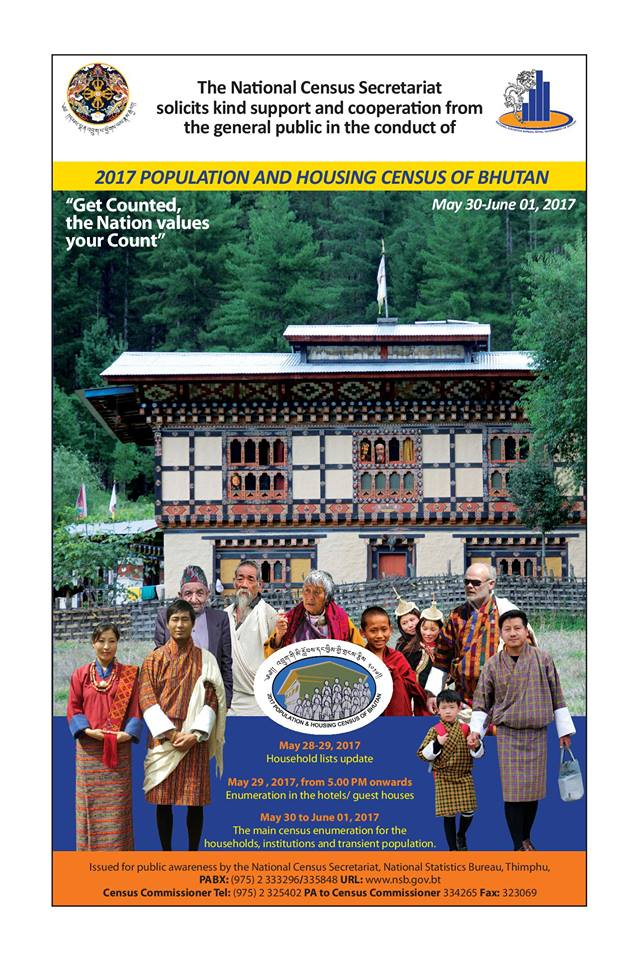 The National Census Secretariat
solicits kind support and cooperation from
the general public in the conduct of
2017 POPULATION AND HOUSING CENSUS OF BHUTAN
"Get Counted,
the Nation values
your Count"
May 30-June 01, 2017
2017 POPULATION & HOUSING CENSUS OF BHUTAN
May 28-29, 2017
Household lists update
May 29 , 2017, from 5.00 PM onwards
Enumeration in the hotels/ guest houses
May 30 to June 01, 2017
The main census enumeration for the
households, institutions and transient population.
Issued for public awareness by the National Census Secretariat, National Statistics Bureau, Thimphu,
PABX: (975) 2 333296/335848 URL: www.nsb.gov.bt
Census Commissioner Tel: (975) 2 325402 PA to Census Commissioner 334265 Fax: 323069